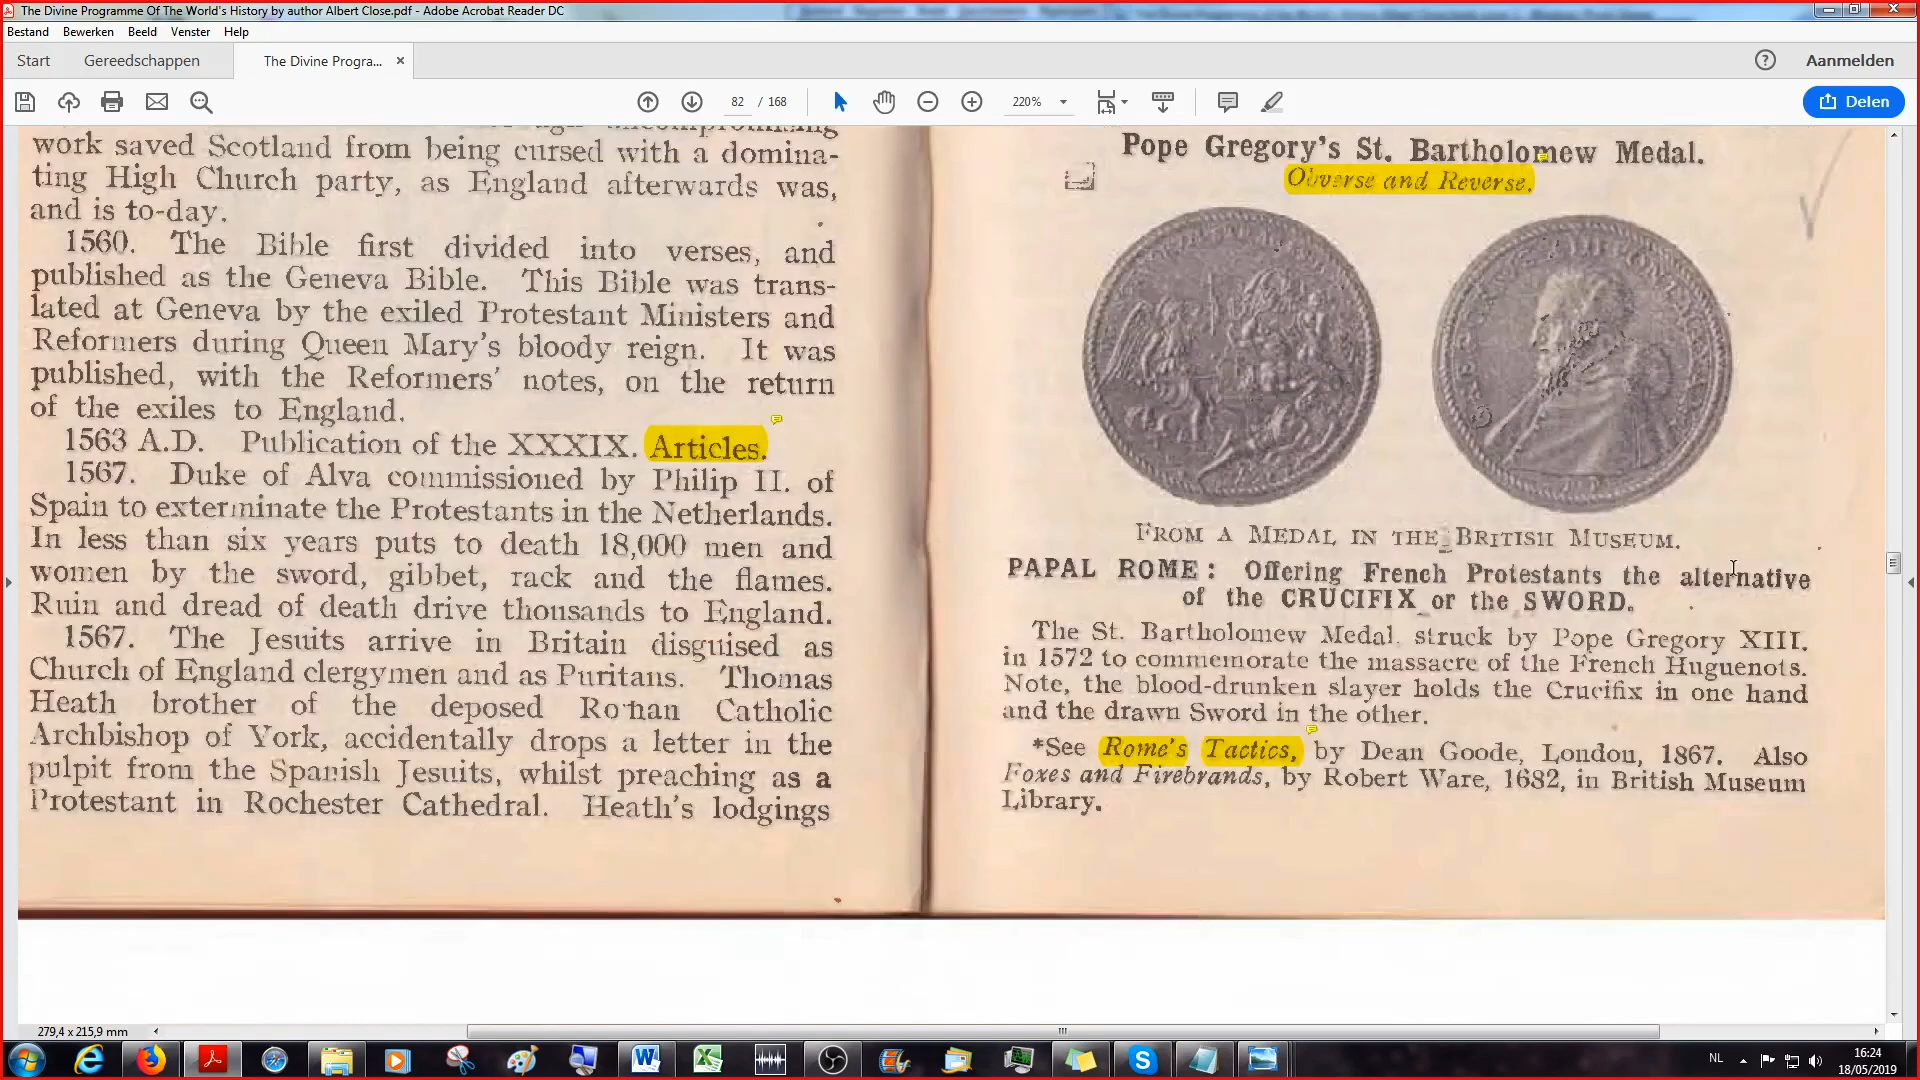 The Divine Programme Of The World's History by author Albert Close.pdf - Adobe Acrobat Reader DC
Bestand Bewerken Beeld Venster Help
Start Gereedschappen The Divine Progra... Aanmelden
82 / 168 220% Delen
work saved Scotland from being cursed with a domina-
ting High Church party, as England afterwards was,
and is to-day.
1560. The Bible first divided into verses, and
published as the Geneva Bible. This Bible was trans-
lated at Geneva by the exiled Protestant Ministers and
Reformers during Queen Mary's bloody reign. It was
published, with the Reformers' notes, on the return
of the exiles to England.
1563 A.D. Publication of the XXXIX. Articles.
1567. Duke of Alva commissioned by Philip II. of
Spain to exterminate the Protestants in the Netherlands.
In less than six years puts to death 18,000 men and
women by the sword, gibbet, rack and the flames.
Ruin and dread of death drive thousands to England.
1567. The Jesuits arrive in Britain disguised as
Church of England clergymen and as Puritans. Thomas
Heath brother of the deposed Roman Catholic
Archbishop of York, accidentally drops a letter in the
pulpit from the Spanish Jesuits, whilst preaching as a
Protestant in Rochester Cathedral. Heath's lodgings
Pope Gregory's St. Bartholomew Medal.
Obverse and Reverse.
FROM A MEDAL IN THE BRITISH MUSEUM.
PAPAL ROME: Offering French Protestants the alternative
of the CRUCIFIX or the SWORD.
The St. Bartholomew Medal struck by Pope Gregory XIII.
in 1572 to commemorate the massacre of the French Huguenots.
Note, the blood-drunken slayer holds the Crucifix in one hand
and the drawn Sword in the other.
*See Rome's Tactics, by Dean Goode, London, 1867. Also
Foxes and Firebrands, by Robert Ware, 1682, in British Museum
Library.
279,4 x 215,9 mm
NL
16:24
18/05/2019